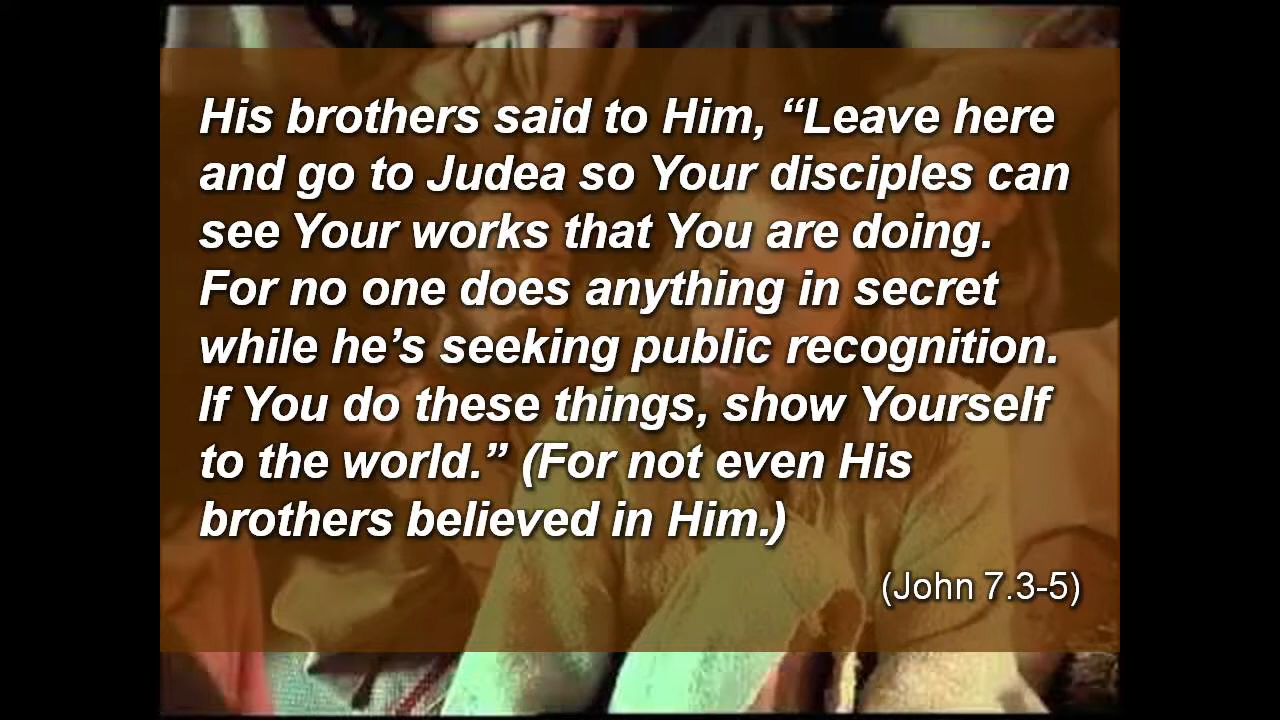 His brothers said to Him, “Leave here
and go to Judea so Your disciples can
see Your works that You are doing.
For no one does anything in secret
while he’s seeking public recognition.
If You do these things, show Yourself
to the world.” (For not even His
brothers believed in Him.)
(John 7.3-5)